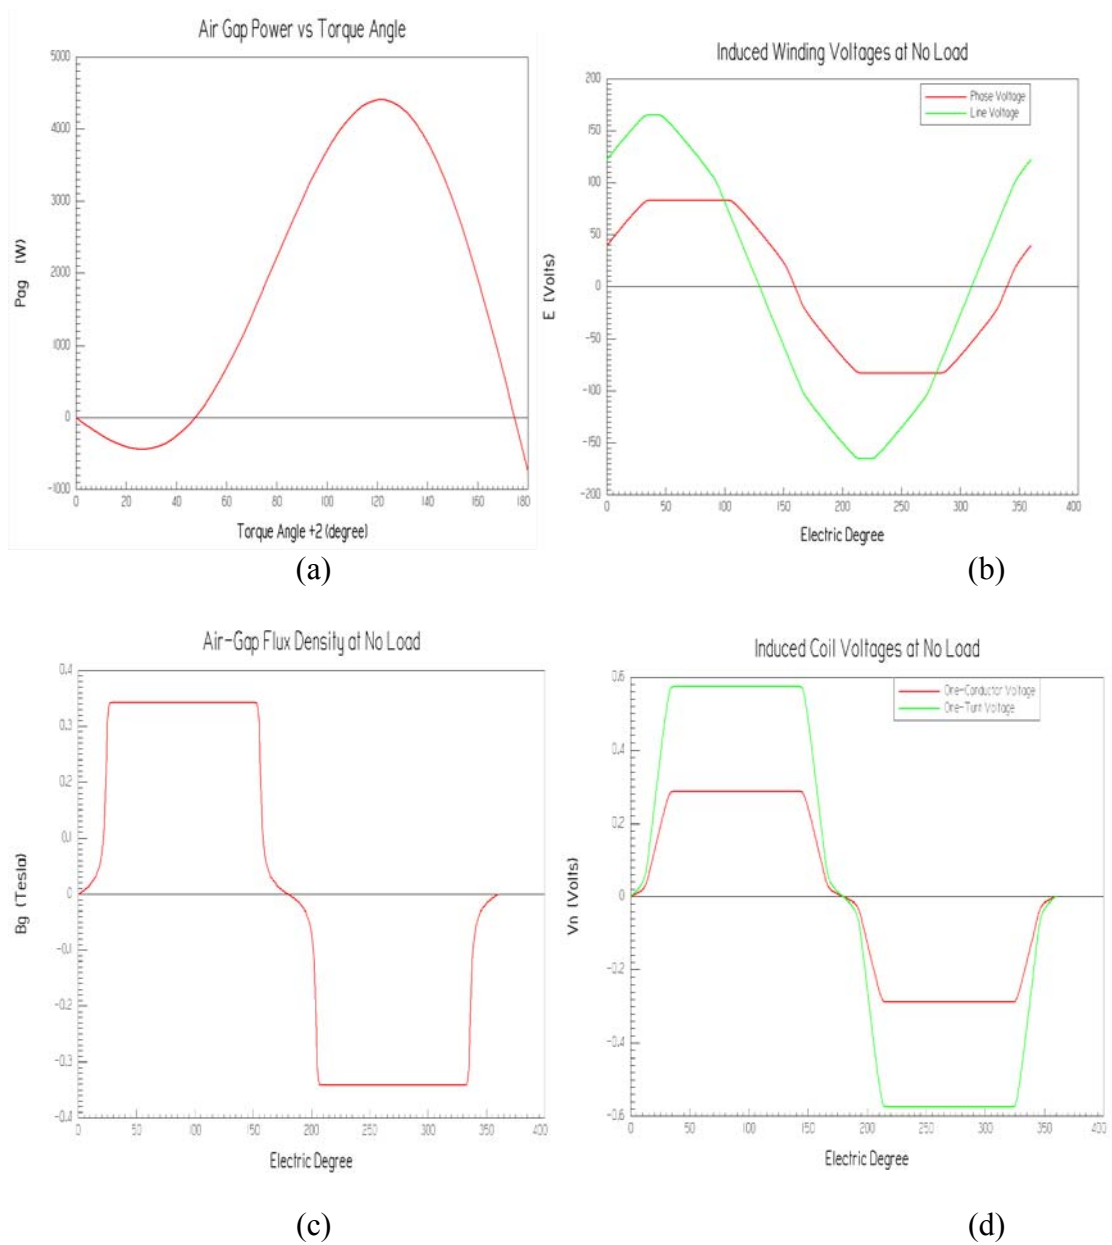 Air Gap Power vs Torque Angle
5000
4000
3000
2000
1000
0
-1000
Pag (W)
0 20 40 60 80 100 120 140 160 180
Torque Angle +2 (degree)
(a)
Induced Winding Voltages at No Load
Phase Voltage
Line Voltage
200
150
100
50
0
-50
-100
-150
-200
E (Volts)
0 50 100 150 200 250 300 350 400
Electric Degree
(b)
Air-Gap Flux Density at No Load
0.4
0.3
0.2
0.1
0
-0.1
-0.2
-0.3
-0.4
Bg (Tesla)
0 50 100 150 200 250 300 350 400
Electric Degree
(c)
Induced Coil Voltages at No Load
One-Conductor Voltage
One-Turn Voltage
0.6
0.4
0.2
0
-0.2
-0.4
-0.6
Vn (Volts)
0 50 100 150 200 250 300 350 400
Electric Degree
(d)